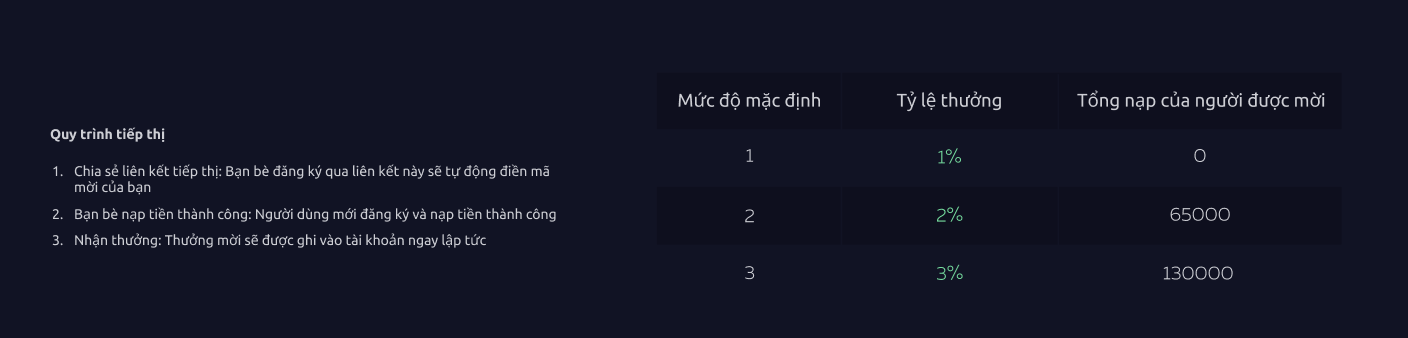 Quy trình tiếp thị
1. Chia sẻ liên kết tiếp thị: Bạn bè đăng ký qua liên kết này sẽ tự động điền mã
mời của bạn
2. Bạn bè nạp tiền thành công: Người dùng mới đăng ký và nạp tiền thành công
3. Nhận thưởng: Thưởng mời sẽ được ghi vào tài khoản ngay lập tức
Mức độ mặc định Tỷ lệ thưởng Tổng nạp của người được mời
1 1% 0
2 2% 65000
3 3% 130000